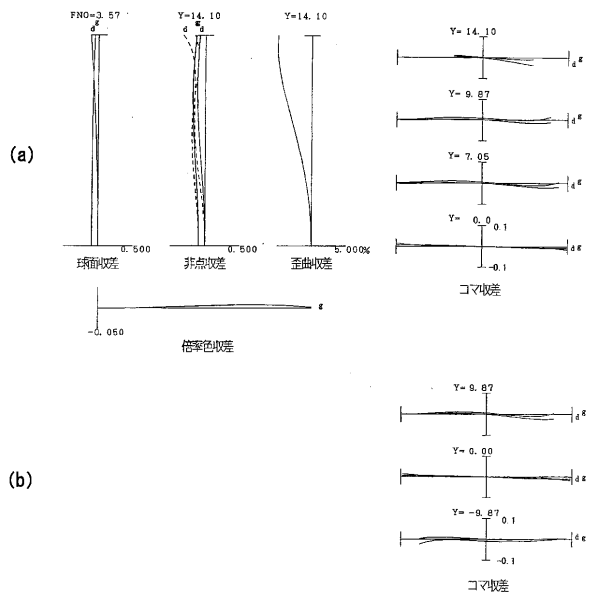 (a)
FNO=3.57
g
d
0.500
球面収差
Y=14.10
g
d d
0.500
非点収差
Y=14.10
5.000%
歪曲収差
g
-0.050
倍率色収差
Y= 14.10
d g
Y= 9.87
d g
Y= 7.05
d g
Y= 0.0
0.1
d g
-0.1
コマ収差
(b)
Y= 9.87
d g
Y= 0.00
d g
Y= -9.87
0.1
d g
-0.1
コマ収差